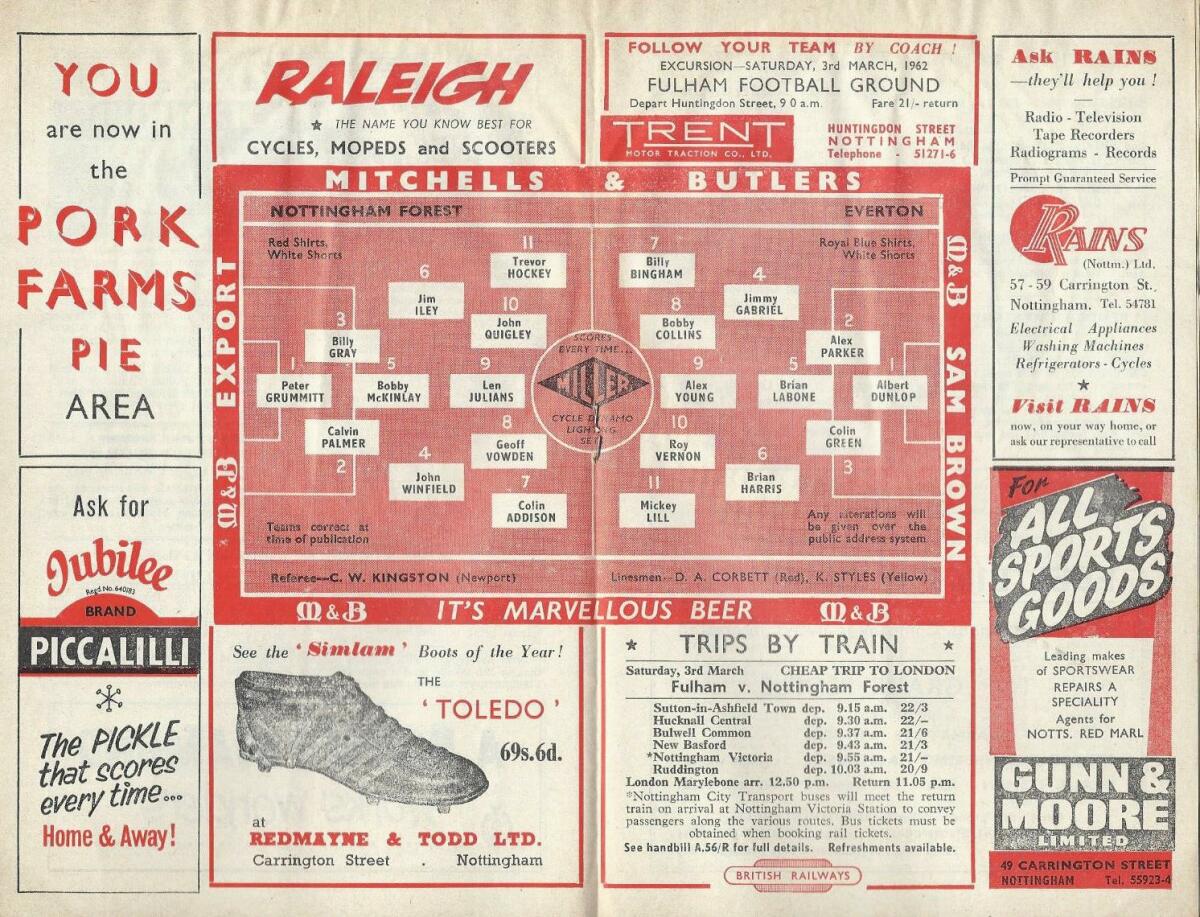 YOU
are now in
the
PORK
FARMS
PIE
AREA
Ask for
Jubilee
Regd. No. 640183
BRAND
PICCALILLI
The PICKLE
that scores
every time...
Home & Away!
RALEIGH
★ THE NAME YOU KNOW BEST FOR
CYCLES, MOPEDS and SCOOTERS
FOLLOW YOUR TEAM BY COACH !
EXCURSION—SATURDAY, 3rd MARCH, 1962
FULHAM FOOTBALL GROUND
Depart Huntingdon Street, 9 0 a.m. Fare 21/- return
TRENT
MOTOR TRACTION CO., LTD.
HUNTINGDON STREET
NOTTINGHAM
Telephone - 51271-6
MITCHELLS & BUTLERS
M&B EXPORT
NOTTINGHAM FOREST EVERTON
Red Shirts,
White Shorts
Royal Blue Shirts,
White Shorts
11
Trevor
HOCKEY
6
Jim
ILEY
10
John
QUIGLEY
3
Billy
GRAY
1
Peter
GRUMMITT
5
Bobby
McKINLAY
9
Len
JULIANS
Calvin
PALMER
2
8
Geoff
VOWDEN
4
John
WINFIELD
7
Colin
ADDISON
SCORES
EVERY TIME...
MILLER
CYCLE DYNAMO
LIGHTING
SET
7
Billy
BINGHAM
4
Jimmy
GABRIEL
8
Bobby
COLLINS
2
Alex
PARKER
9
Alex
YOUNG
5
Brian
LABONE
1
Albert
DUNLOP
10
Roy
VERNON
Colin
GREEN
3
6
Brian
HARRIS
11
Mickey
LILL
Teams correct at
time of publication
Any alterations will
be given over the
public address system
Referee—C. W. KINGSTON (Newport) Linesmen—D. A. CORBETT (Red), K. STYLES (Yellow)
M&B SAM BROWN
M&B IT'S MARVELLOUS BEER M&B
See the 'Simlam' Boots of the Year!
THE
'TOLEDO'
69s.6d.
at
REDMAYNE & TODD LTD.
Carrington Street . Nottingham
★ TRIPS BY TRAIN ★
Saturday, 3rd March CHEAP TRIP TO LONDON
Fulham v. Nottingham Forest
Sutton-in-Ashfield Town dep. 9.15 a.m. 22/3
Hucknall Central dep. 9.30 a.m. 22/-
Bulwell Common dep. 9.37 a.m. 21/6
New Basford dep. 9.43 a.m. 21/3
*Nottingham Victoria dep. 9.55 a.m. 21/-
Ruddington dep. 10.03 a.m. 20/9
London Marylebone arr. 12.50 p.m. Return 11.05 p.m.
*Nottingham City Transport buses will meet the return
train on arrival at Nottingham Victoria Station to convey
passengers along the various routes. Bus tickets must be
obtained when booking rail tickets.
See handbill A.56/R for full details. Refreshments available.
BRITISH RAILWAYS
Ask RAINS
—they'll help you !
Radio - Television
Tape Recorders
Radiograms - Records
Prompt Guaranteed Service
RAINS
(Nottm.) Ltd.
57-59 Carrington St.,
Nottingham. Tel. 54781
Electrical Appliances
Washing Machines
Refrigerators - Cycles
★
Visit RAINS
now, on your way home, or
ask our representative to call
For
ALL
SPORTS
GOODS
Leading makes
of SPORTSWEAR
REPAIRS A
SPECIALITY
Agents for
NOTTS. RED MARL
GUNN &
MOORE
LIMITED
49 CARRINGTON STREET
NOTTINGHAM Tel. 55923-4